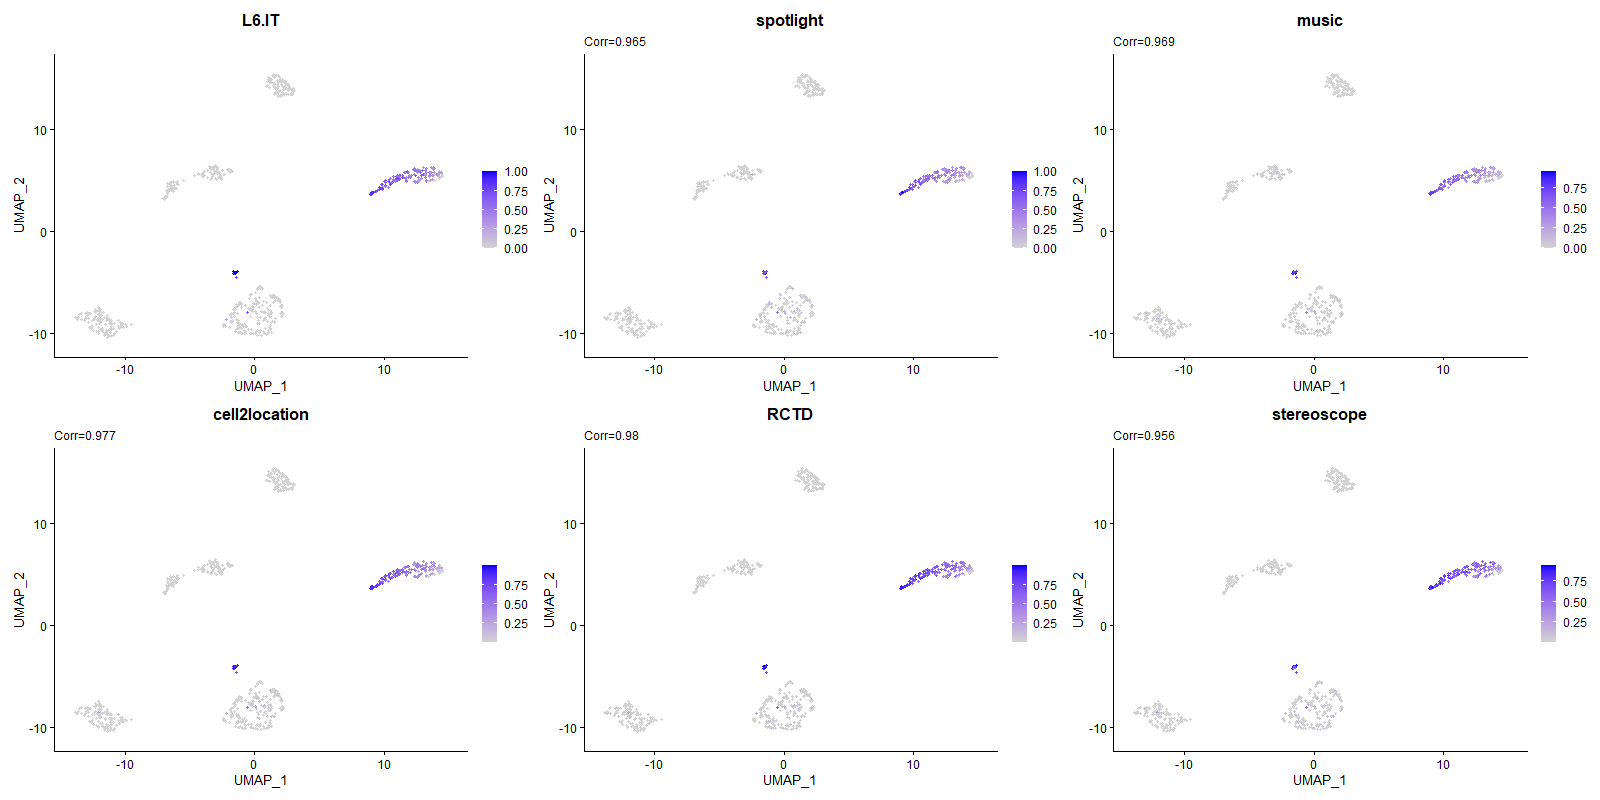 L6.IT
spotlight
music
Corr=0.965
Corr=0.969
UMAP_2
10
0
-10
-10
0
10
UMAP_1
1.00
0.75
0.50
0.25
0.00
UMAP_2
10
0
-10
-10
0
10
UMAP_1
1.00
0.75
0.50
0.25
0.00
UMAP_2
10
0
-10
-10
0
10
UMAP_1
0.75
0.50
0.25
0.00
cell2location
RCTD
stereoscope
Corr=0.977
Corr=0.98
Corr=0.956
UMAP_2
10
0
-10
-10
0
10
UMAP_1
0.75
0.50
0.25
UMAP_2
10
0
-10
-10
0
10
UMAP_1
0.75
0.50
0.25
UMAP_2
10
0
-10
-10
0
10
UMAP_1
0.75
0.50
0.25